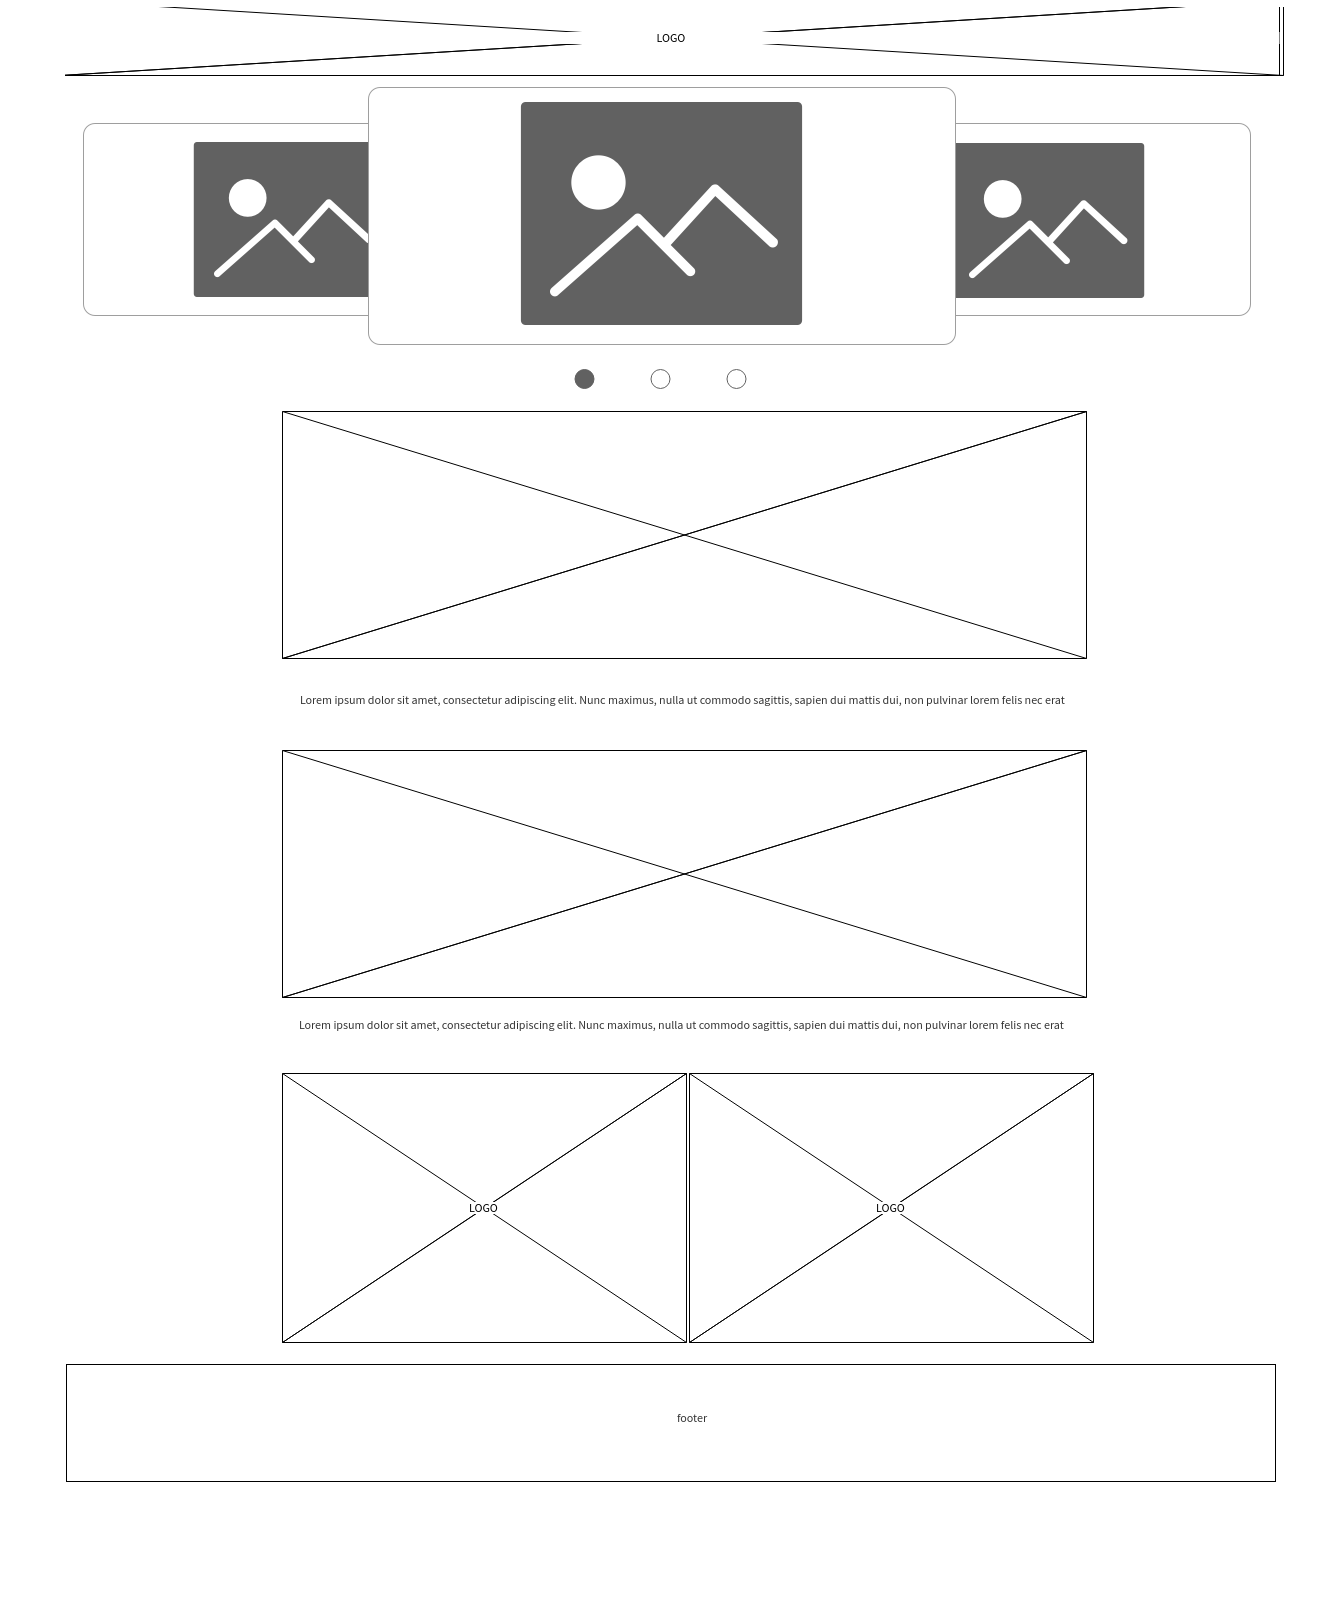 LOGO
Lorem ipsum dolor sit amet, consectetur adipiscing elit. Nunc maximus, nulla ut commodo sagittis, sapien dui mattis dui, non pulvinar lorem felis nec erat
Lorem ipsum dolor sit amet, consectetur adipiscing elit. Nunc maximus, nulla ut commodo sagittis, sapien dui mattis dui, non pulvinar lorem felis nec erat
LOGO LOGO
footer